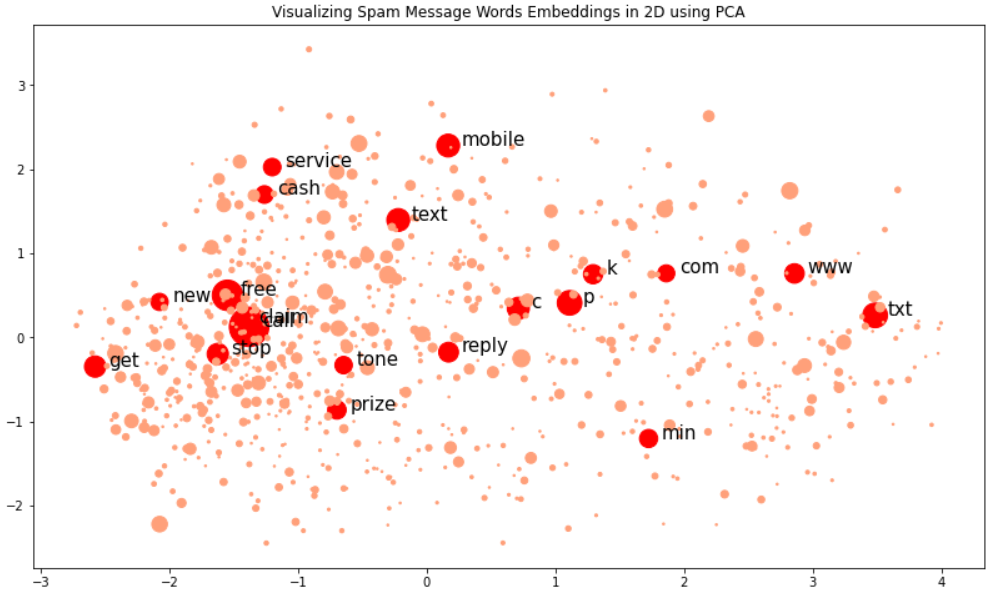 Visualizing Spam Message Words Embeddings in 2D using PCA
3
2
1
0
−1
−2
mobile
service
cash
text
k
com
www
new
free
c
p
txt
claim
call
stop
reply
get
tone
prize
min
−3
−2
−1
0
1
2
3
4